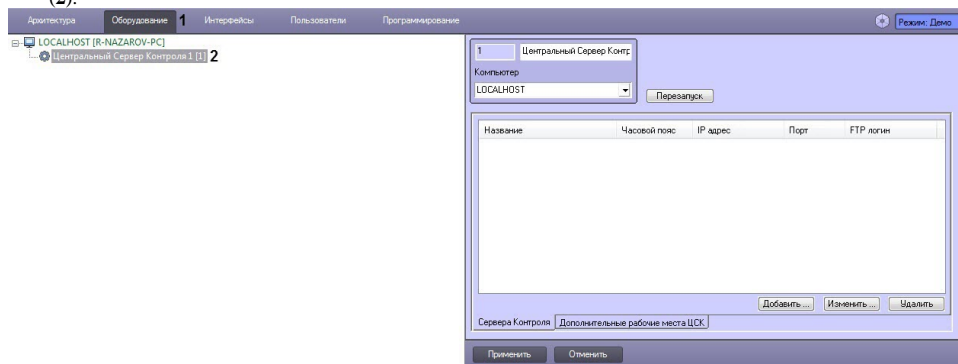 (2).
Архитектура Оборудование 1 Интерфейсы Пользователи Программирование Режим: Демо
LOCALHOST [R-NAZAROV-PC]
Центральный Сервер Контроля 1 [1] 2
1 Центральный Сервер Контр
Компьютер
LOCALHOST
Перезапуск
Название Часовой пояс IP адрес Порт FTP логин
Добавить ... Изменить ... Удалить
Сервера Контроля Дополнительные рабочие места ЦСК
Применить Отменить